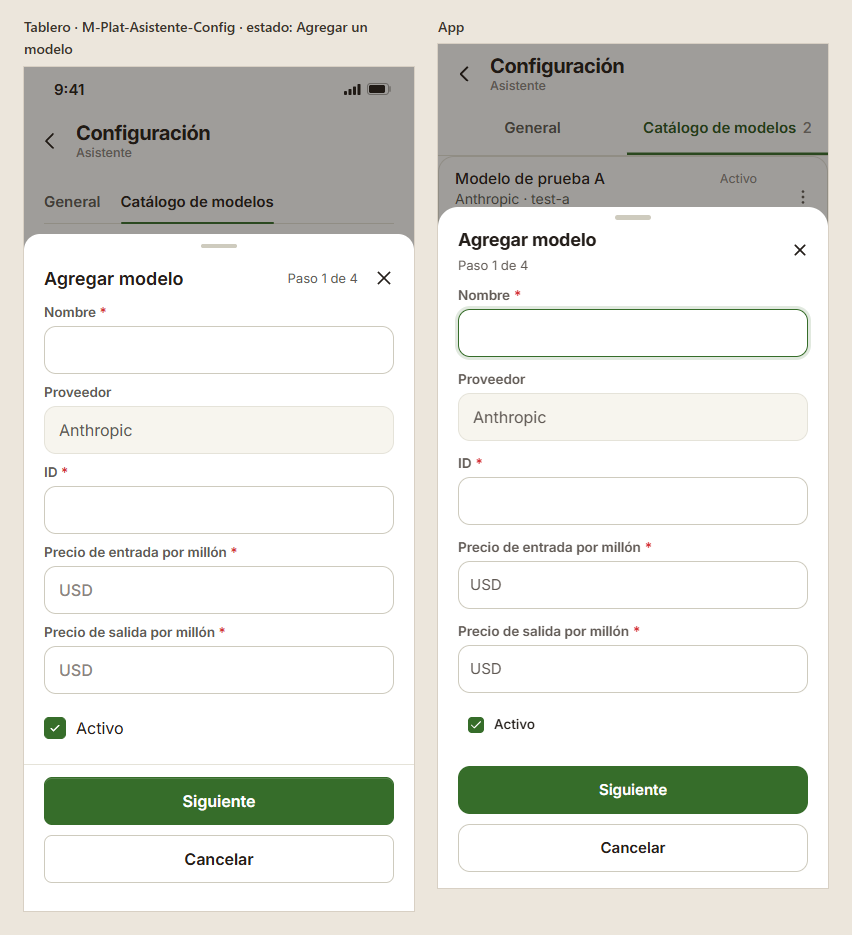 Tablero · M-Plat-Asistente-Config · estado: Agregar un
modelo
9:41
Configuración
Asistente
General Catálogo de modelos
Agregar modelo Paso 1 de 4
Nombre *
Proveedor
Anthropic
ID *
Precio de entrada por millón *
USD
Precio de salida por millón *
USD
Activo
Siguiente
Cancelar
App
Configuración
Asistente
General Catálogo de modelos 2
Modelo de prueba A Activo
Anthropic · test-a
Agregar modelo
Paso 1 de 4
Nombre *
Proveedor
Anthropic
ID *
Precio de entrada por millón *
USD
Precio de salida por millón *
USD
Activo
Siguiente
Cancelar